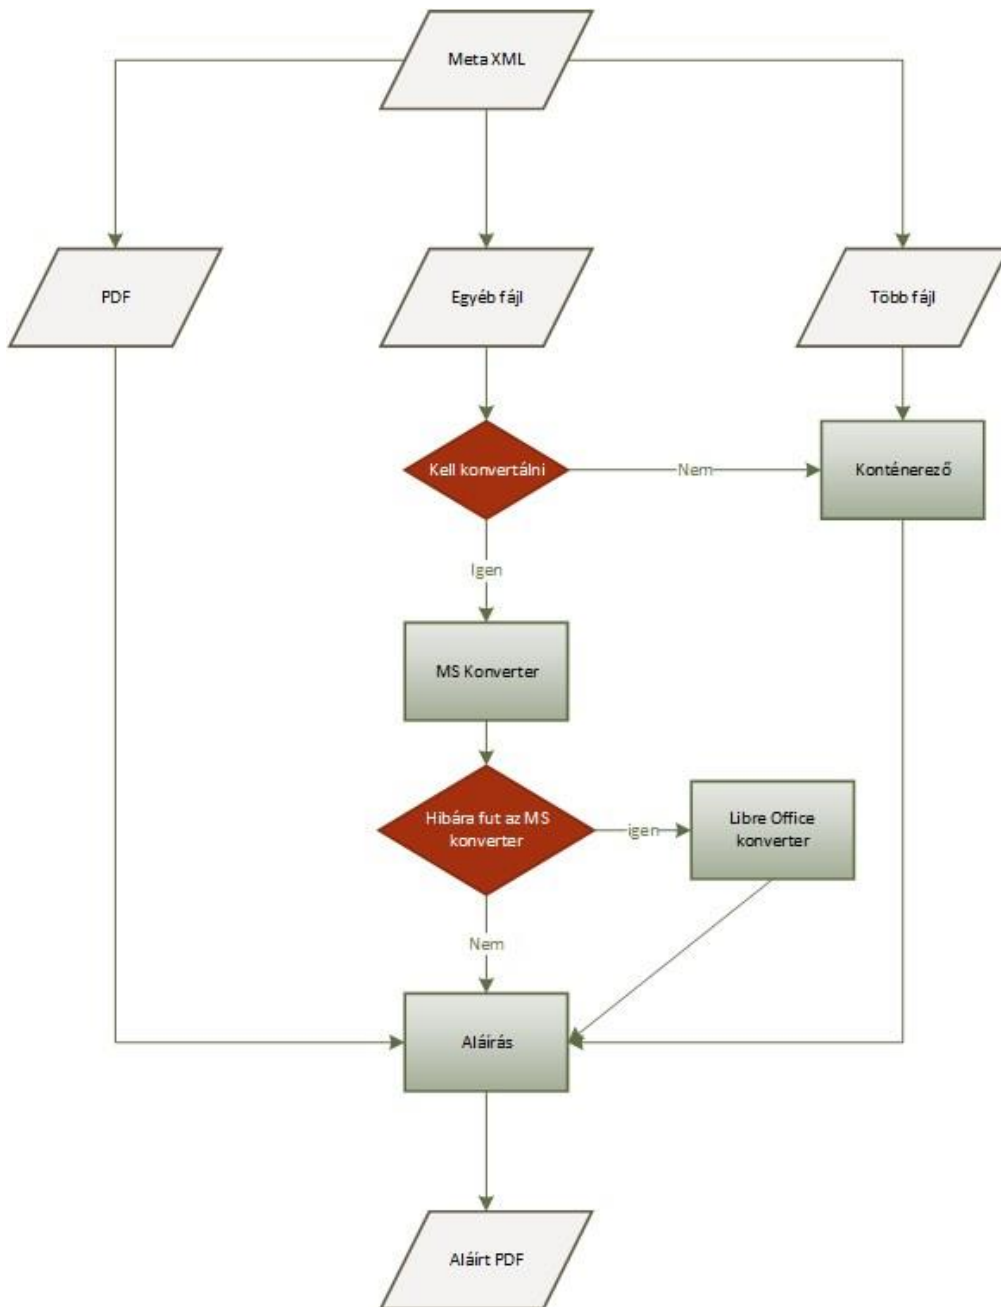 Meta XML
PDF
Egyéb fájl
Több fájl
Kell konvertálni
Nem
Konténerező
Igen
MS Konverter
Hibára fut az MS
konverter
igen
Libre Office
konverter
Nem
Aláírás
Aláírt PDF